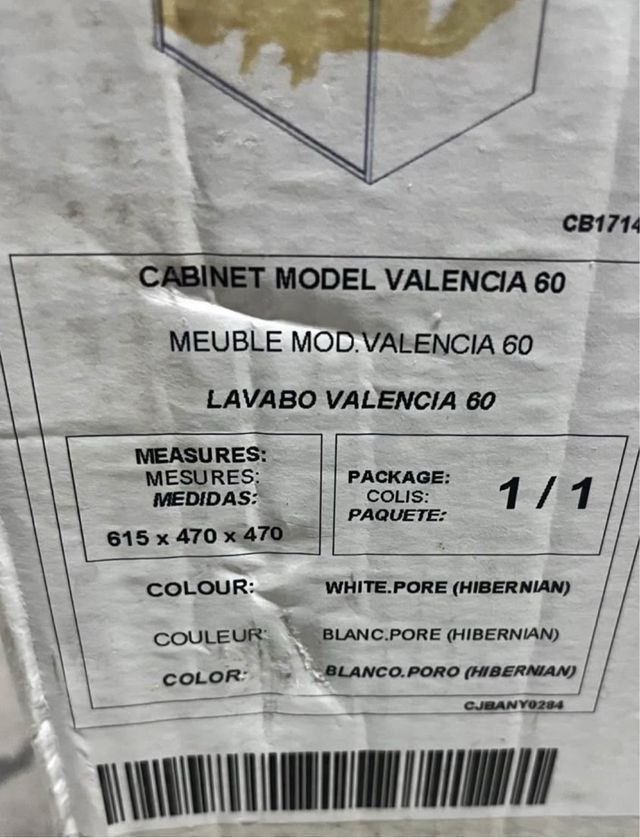 CB1714
CABINET MODEL VALENCIA 60
MEUBLE MOD.VALENCIA 60
LAVABO VALENCIA 60
MEASURES:
MESURES:
MEDIDAS:
615 x 470 x 470
PACKAGE:
COLIS:
PAQUETE:
1 / 1
COLOUR: WHITE.PORE (HIBERNIAN)
COULEUR: BLANC.PORE (HIBERNIAN)
COLOR: BLANCO.PORO (HIBERNIAN)
CJBANY0284